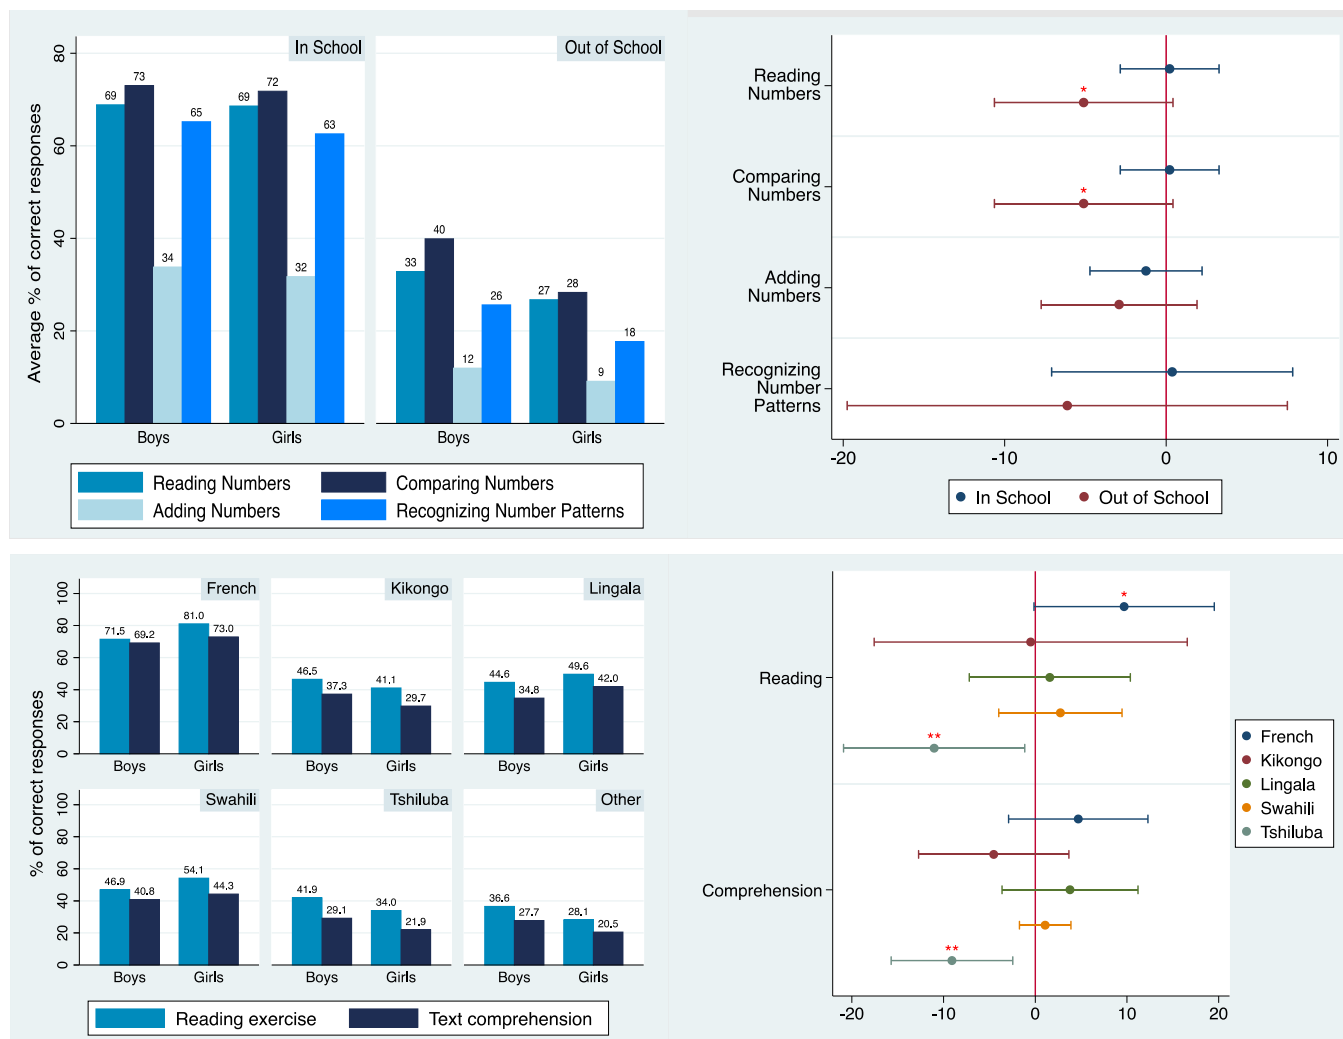 In School
Out of School
Average % of correct responses
80
60
40
20
0
69
73
34
65
69
72
32
63
33
40
12
26
27
28
9
18
Boys
Girls
Boys
Girls
Reading Numbers
Comparing Numbers
Adding Numbers
Recognizing Number Patterns
Reading
Numbers
*
Comparing
Numbers
*
Adding
Numbers
Recognizing
Number
Patterns
-20
-10
0
10
In School
Out of School
% of correct responses
French
Kikongo
Lingala
100
80
60
40
20
0
71.5
69.2
81.0
73.0
46.5
37.3
41.1
29.7
44.6
34.8
49.6
42.0
Boys
Girls
Boys
Girls
Boys
Girls
Swahili
Tshiluba
Other
100
80
60
40
20
0
46.9
40.8
54.1
44.3
41.9
29.1
34.0
21.9
36.6
27.7
28.1
20.5
Boys
Girls
Boys
Girls
Boys
Girls
Reading exercise
Text comprehension
*
Reading
**
Comprehension
**
-20
-10
0
10
20
French
Kikongo
Lingala
Swahili
Tshiluba